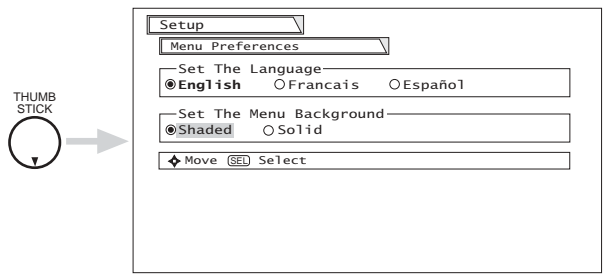 Setup
Menu Preferences
Set The Language
English Francais Español
THUMB
STICK
Set The Menu Background
Shaded Solid
Move SEL Select